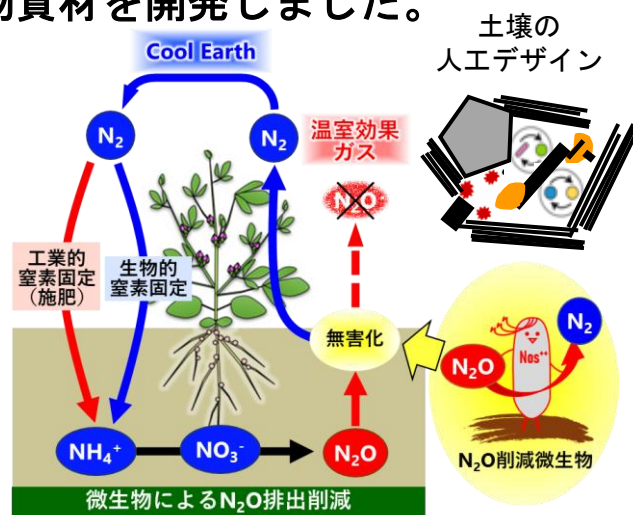 物資材を開発しました。
土壌の
人工デザイン
Cool Earth
N₂
N₂
温室効果
ガス
N₂O
工業的
窒素固定
(施肥)
生物的
窒素固定
無害化
N₂
N₂O
Nos⁺⁺
N₂O削減微生物
NH₄⁺
NO₃⁻
N₂O
微生物によるN₂O排出削減